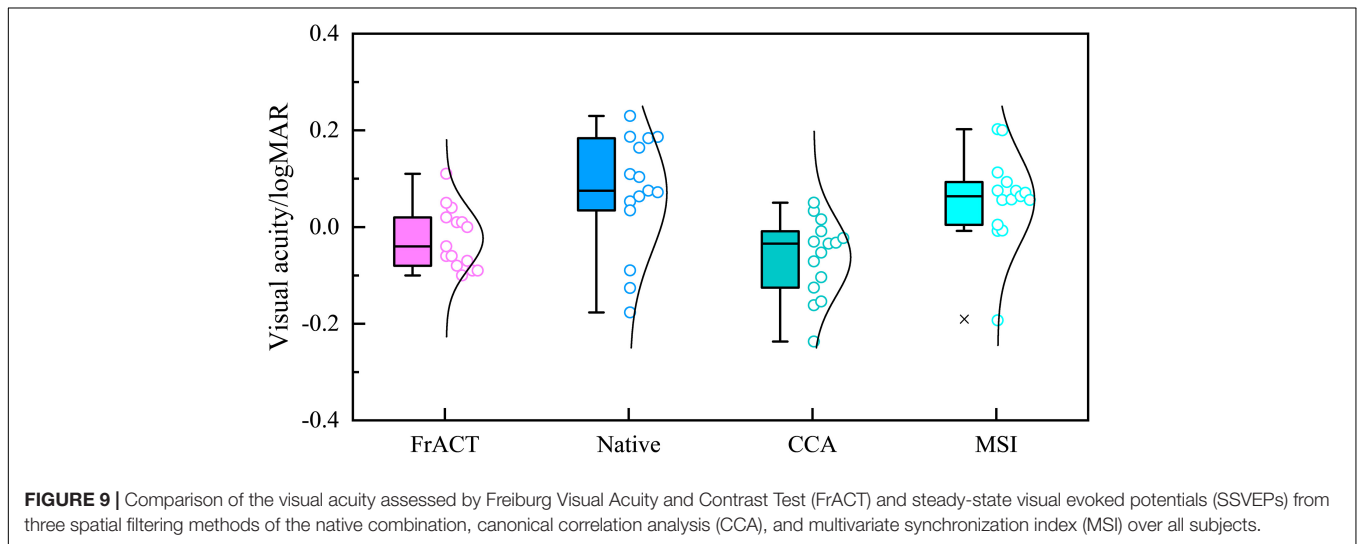 0.4
0.2
0.0
-0.2
-0.4
Visual acuity/logMAR
FrACT Native CCA MSI
FIGURE 9 | Comparison of the visual acuity assessed by Freiburg Visual Acuity and Contrast Test (FrACT) and steady-state visual evoked potentials (SSVEPs) from
three spatial filtering methods of the native combination, canonical correlation analysis (CCA), and multivariate synchronization index (MSI) over all subjects.